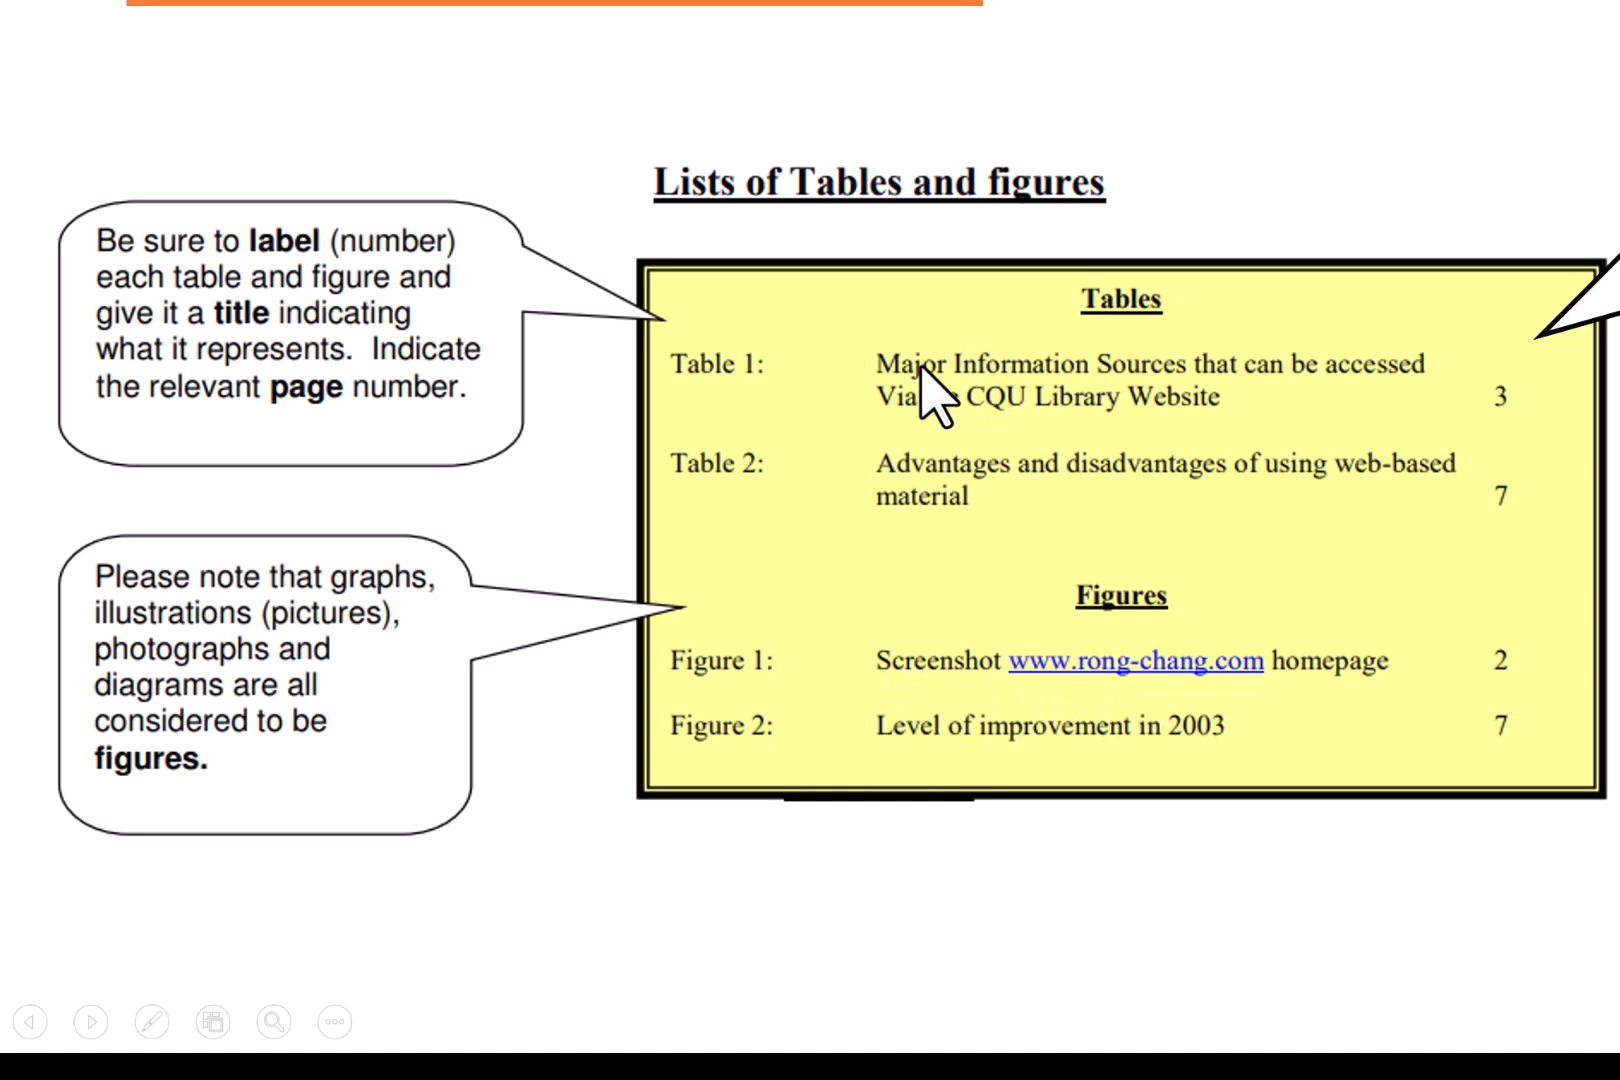 Lists of Tables and figures
Be sure to label (number)
each table and figure and
give it a title indicating
what it represents. Indicate
the relevant page number.
Please note that graphs,
illustrations (pictures),
photographs and
diagrams are all
considered to be
figures.
Tables
Table 1: Major Information Sources that can be accessed
Via CQU Library Website 3
Table 2: Advantages and disadvantages of using web-based
material 7
Figures
Figure 1: Screenshot www.rong-chang.com homepage 2
Figure 2: Level of improvement in 2003 7